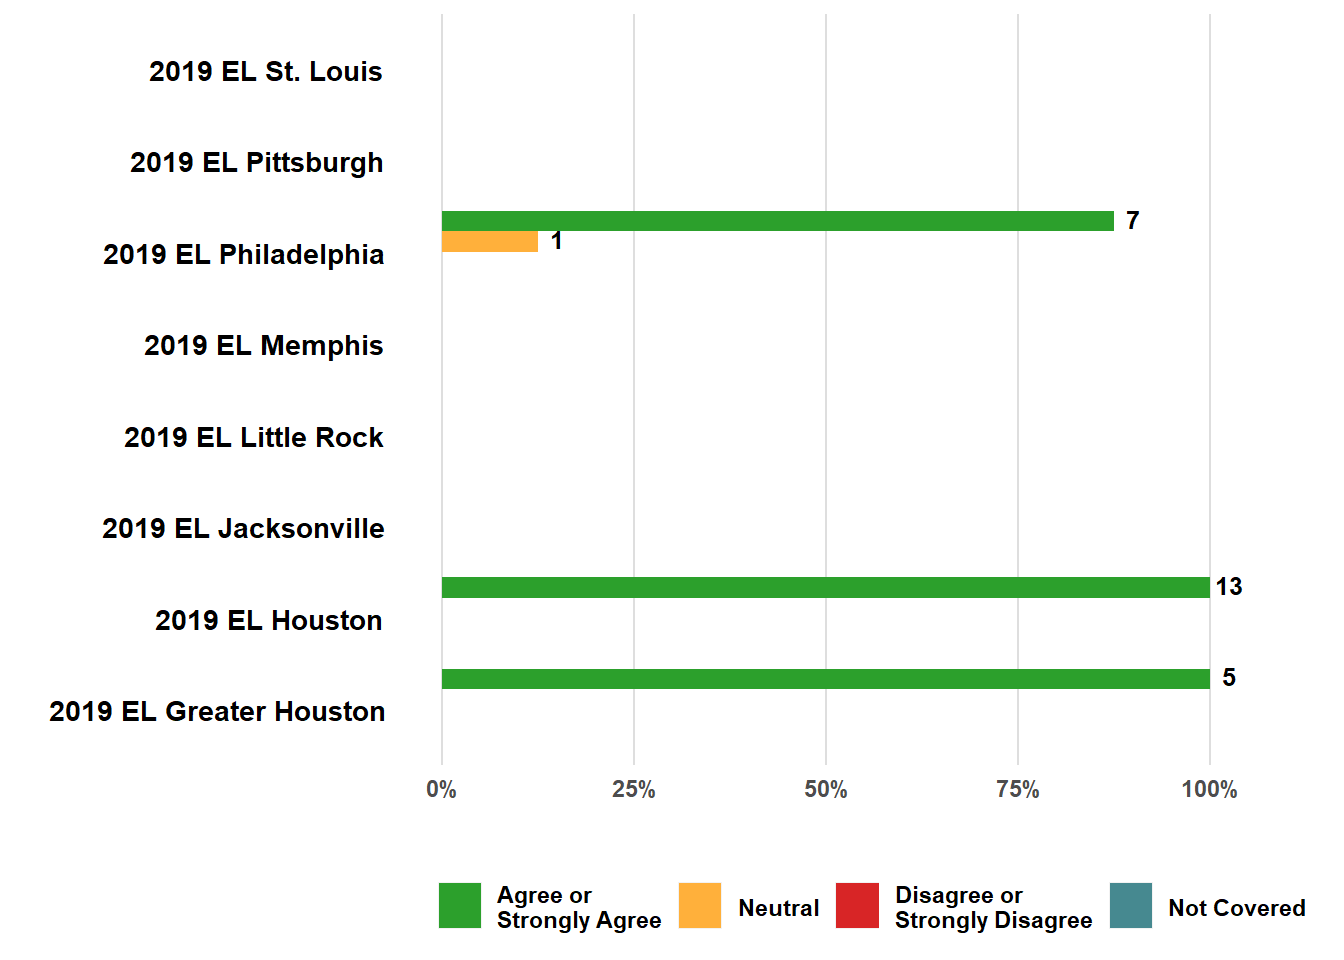 2019 EL St. Louis
2019 EL Pittsburgh
7
1
2019 EL Philadelphia
2019 EL Memphis
2019 EL Little Rock
2019 EL Jacksonville
13
2019 EL Houston
5
2019 EL Greater Houston
0% 25% 50% 75% 100%
Agree or
Strongly Agree
Neutral
Disagree or
Strongly Disagree
Not Covered